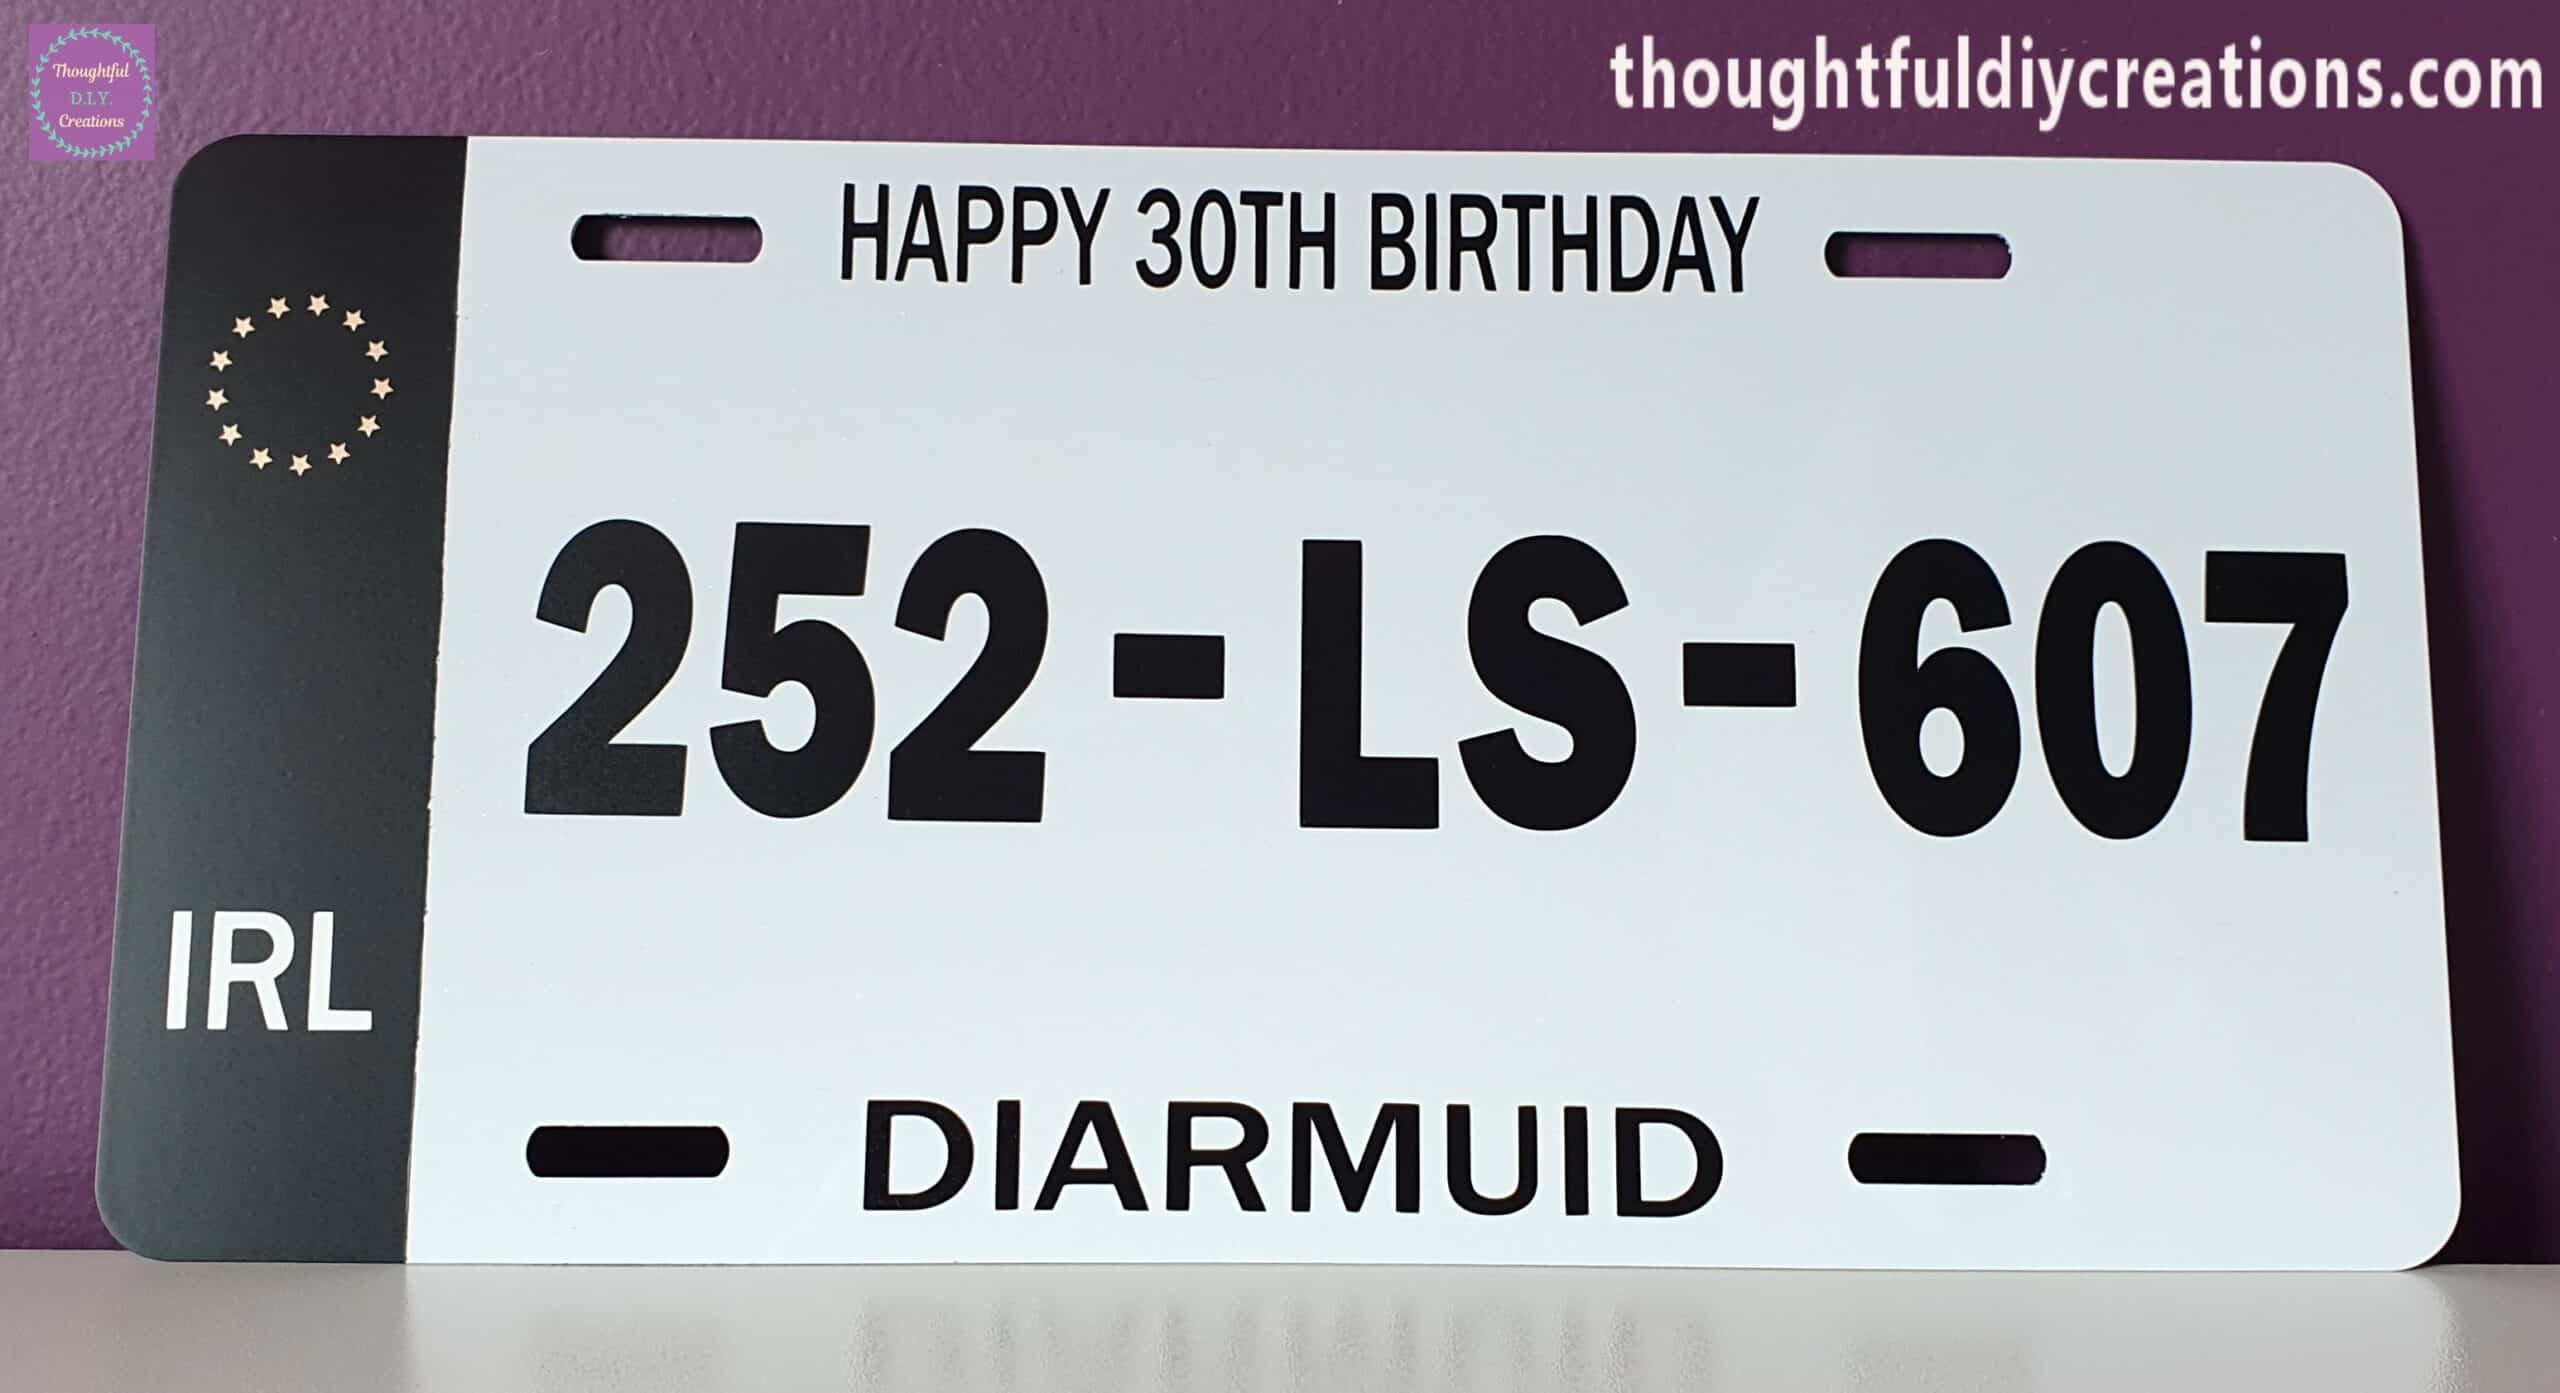 Thoughtful
D.I.Y.
Creations
thoughtfuldiycreations.com
HAPPY 30TH BIRTHDAY
252-LS-607
IRL
DIARMUID